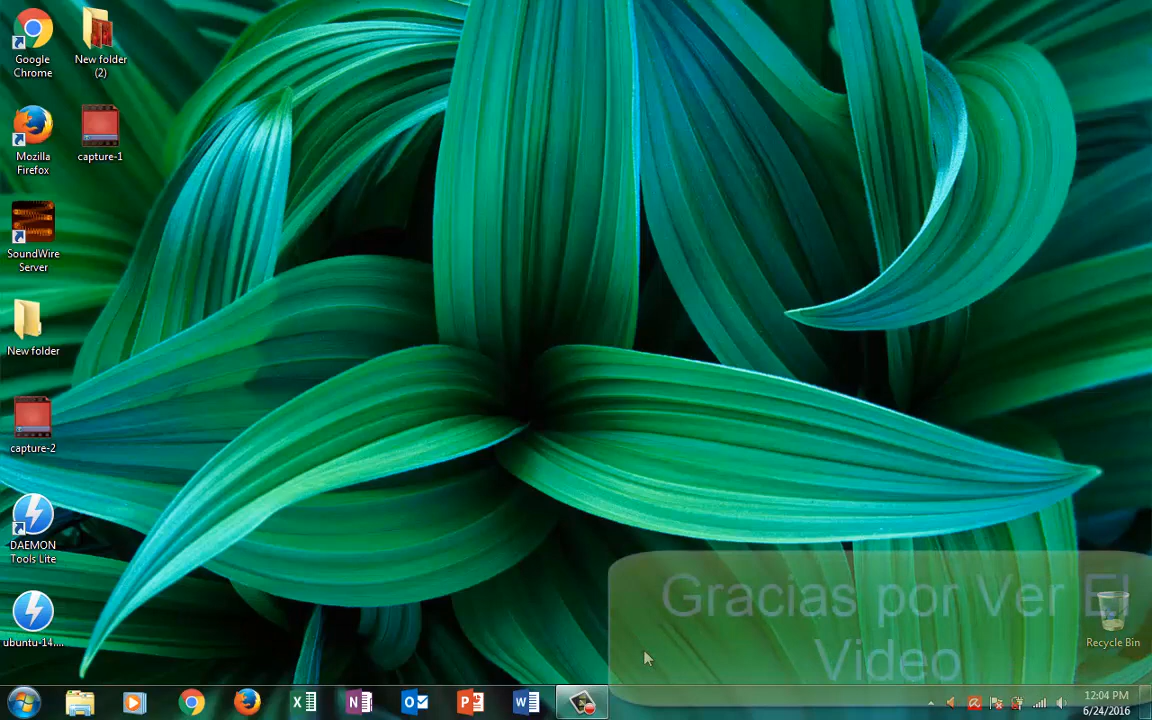 Google
Chrome
New folder
(2)
Mozilla
Firefox
capture-1
SoundWire
Server
New folder
capture-2
DAEMON
Tools Lite
ubuntu-14....
Gracias por Ver El
Video
Recycle Bin
12:04 PM
6/24/2016